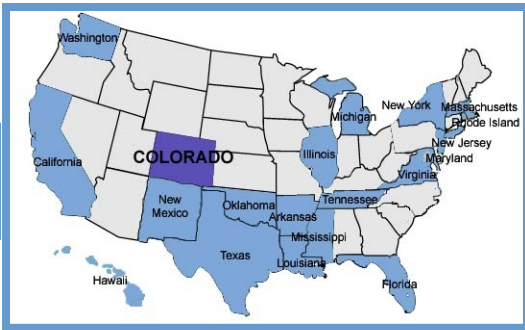 Washington
New York
Massachusetts
Michigan
Rhode Island
New Jersey
California
COLORADO
Illinois
Maryland
Virginia
New
Mexico
Oklahoma
Tennessee
Arkansas
Mississippi
Texas
Louisiana
Hawaii
Florida